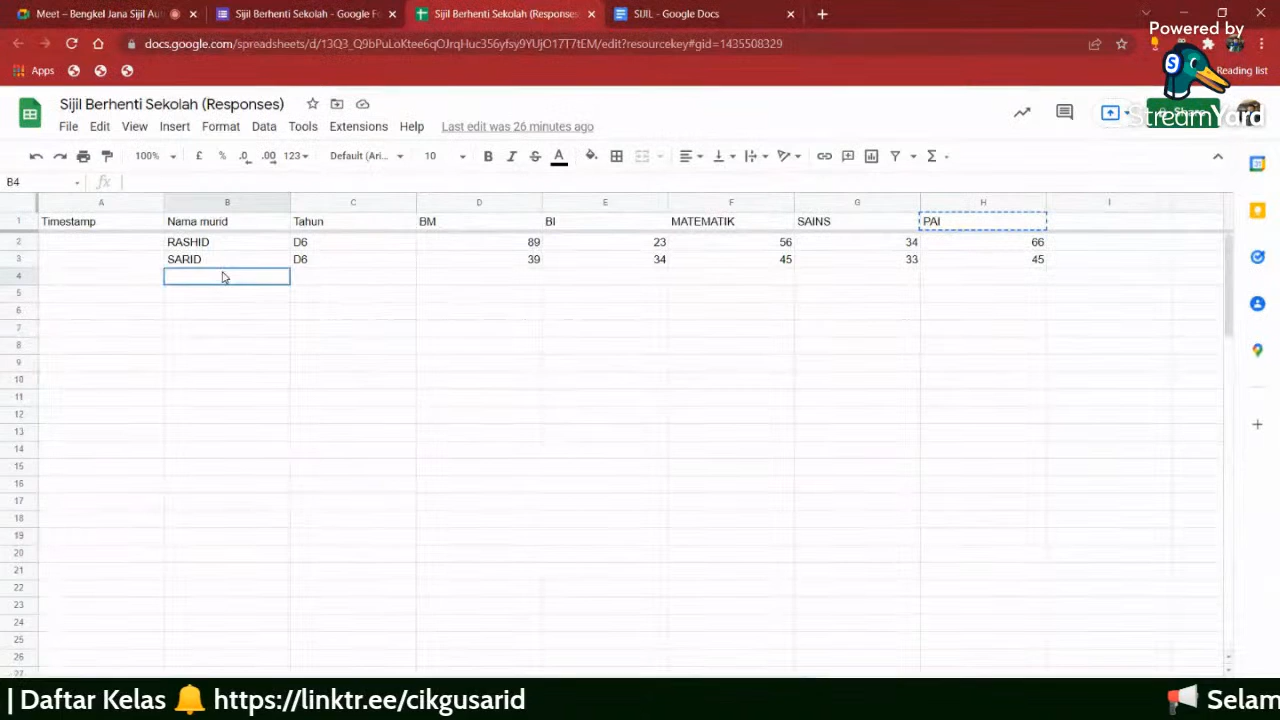 Meet – Bengkel Jana Sijil Aut
Sijil Berhenti Sekolah - Google F
Sijil Berhenti Sekolah (Responses
SIJIL - Google Docs
Powered by
docs.google.com/spreadsheets/d/13Q3_Q9bPuLoKtee6qOJrqHuc356yfsy9YUjO17T7tEM/edit?resourcekey#gid=1435508329
Apps
Reading list
Sijil Berhenti Sekolah (Responses)
Share
StreamYard
File Edit View Insert Format Data Tools Extensions Help Last edit was 26 minutes ago
100% £ % .0 .00 123 Default (Ari... 10 B I S A Σ
B4 fx
A B C D E F G H I
1 Timestamp Nama murid Tahun BM BI MATEMATIK SAINS PAI
2 RASHID D6 89 23 56 34 66
3 SARID D6 39 34 45 33 45
4
5
6
7
8
9
10
11
12
13
14
15
16
17
18
19
20
21
22
23
24
25
26
27
| Daftar Kelas 🔔 https://linktr.ee/cikgusarid 📢 Selam